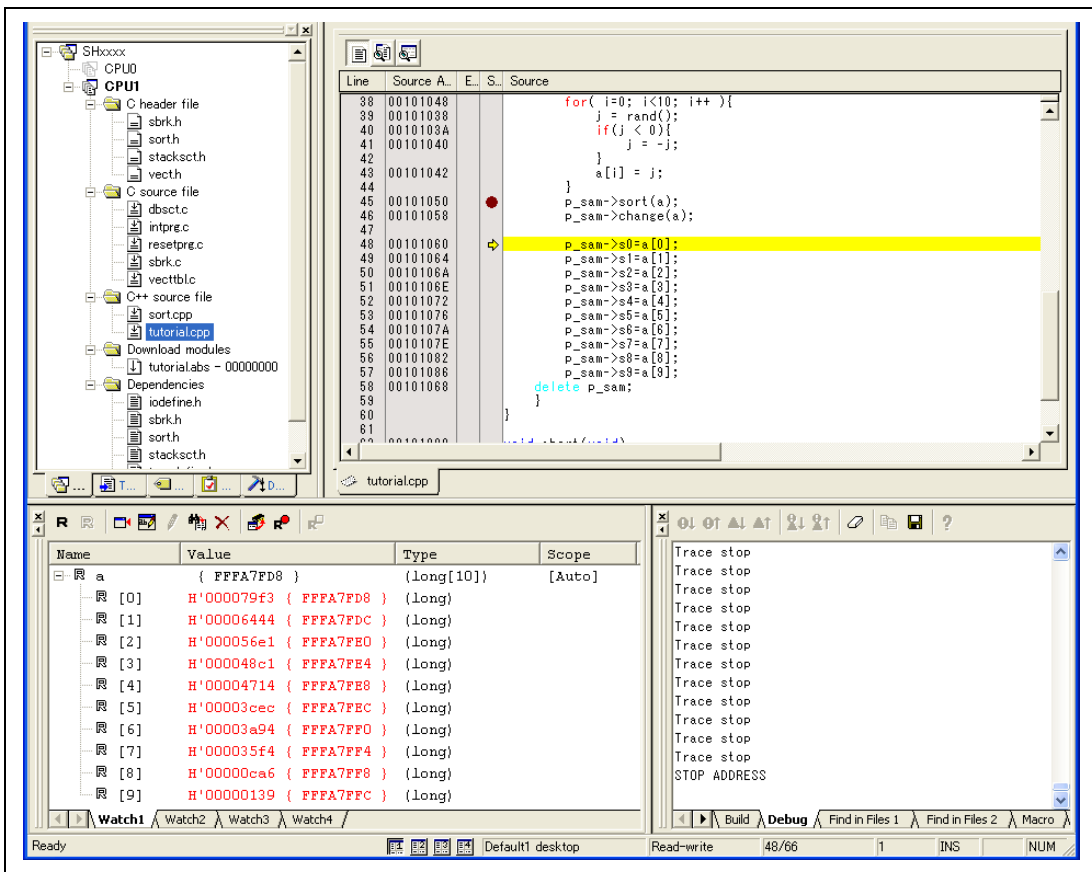 SHxxxx
CPU0
CPU1
C header file
sbrk.h
sort.h
stacksct.h
vect.h
C source file
dbsct.c
intprg.c
resetprg.c
sbrk.c
vecttbl.c
C++ source file
sort.cpp
tutorial.cpp
Download modules
tutorial.abs - 00000000
Dependencies
iodefine.h
sbrk.h
sort.h
stacksct.h
... T... ... ... D...
Line Source A... E... S... Source
38 00101048 for( i=0; i<10; i++ ){
39 00101038 j = rand();
40 0010103A if(j < 0){
41 00101040 j = -j;
42 }
43 00101042 a[i] = j;
44 }
45 00101050 p_sam->sort(a);
46 00101058 p_sam->change(a);
47
48 00101060 p_sam->s0=a[0];
49 00101064 p_sam->s1=a[1];
50 0010106A p_sam->s2=a[2];
51 0010106E p_sam->s3=a[3];
52 00101072 p_sam->s4=a[4];
53 00101076 p_sam->s5=a[5];
54 0010107A p_sam->s6=a[6];
55 0010107E p_sam->s7=a[7];
56 00101082 p_sam->s8=a[8];
57 00101086 p_sam->s9=a[9];
58 00101068 delete p_sam;
59 }
60 }
61
tutorial.cpp
Name Value Type Scope
R a { FFFA7FD8 } (long[10]) [Auto]
R [0] H'000079f3 { FFFA7FD8 } (long)
R [1] H'00006444 { FFFA7FDC } (long)
R [2] H'000056e1 { FFFA7FE0 } (long)
R [3] H'000048c1 { FFFA7FE4 } (long)
R [4] H'00004714 { FFFA7FE8 } (long)
R [5] H'00003cec { FFFA7FEC } (long)
R [6] H'00003a94 { FFFA7FF0 } (long)
R [7] H'000035f4 { FFFA7FF4 } (long)
R [8] H'00000ca6 { FFFA7FF8 } (long)
R [9] H'00000139 { FFFA7FFC } (long)
Watch1 Watch2 Watch3 Watch4
Trace stop
Trace stop
Trace stop
Trace stop
Trace stop
Trace stop
Trace stop
Trace stop
Trace stop
Trace stop
Trace stop
Trace stop
STOP ADDRESS
Build Debug Find in Files 1 Find in Files 2 Macro
Ready Default1 desktop Read-write 48/66 1 INS NUM